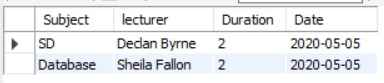 Subject lecturer Duration Date
SD Declan Byrne 2 2020-05-05
Database Sheila Fallon 2 2020-05-05